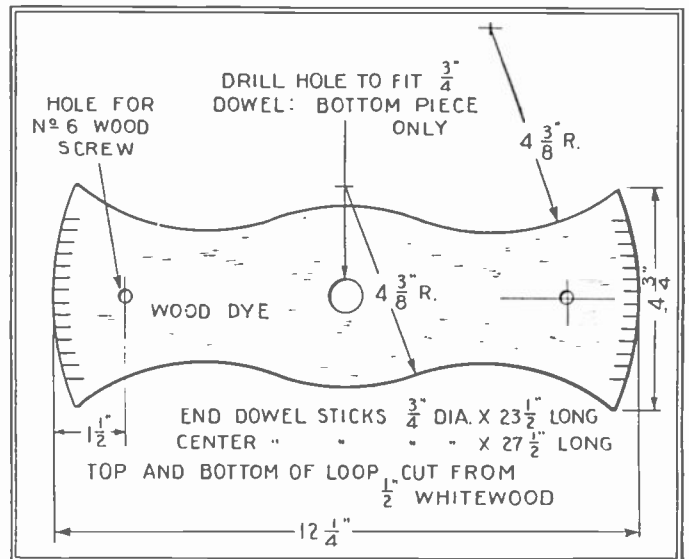 DRILL HOLE TO FIT 3/4"
DOWEL: BOTTOM PIECE
ONLY
HOLE FOR
Nº 6 WOOD
SCREW
4 3/8" R.
4 3/8" R.
4 3/4"
WOOD DYE
1 1/2"
END DOWEL STICKS 3/4" DIA. X 23 1/2" LONG
CENTER " " " " X 27 1/2" LONG
TOP AND BOTTOM OF LOOP CUT FROM
1/2" WHITEWOOD
12 1/4"